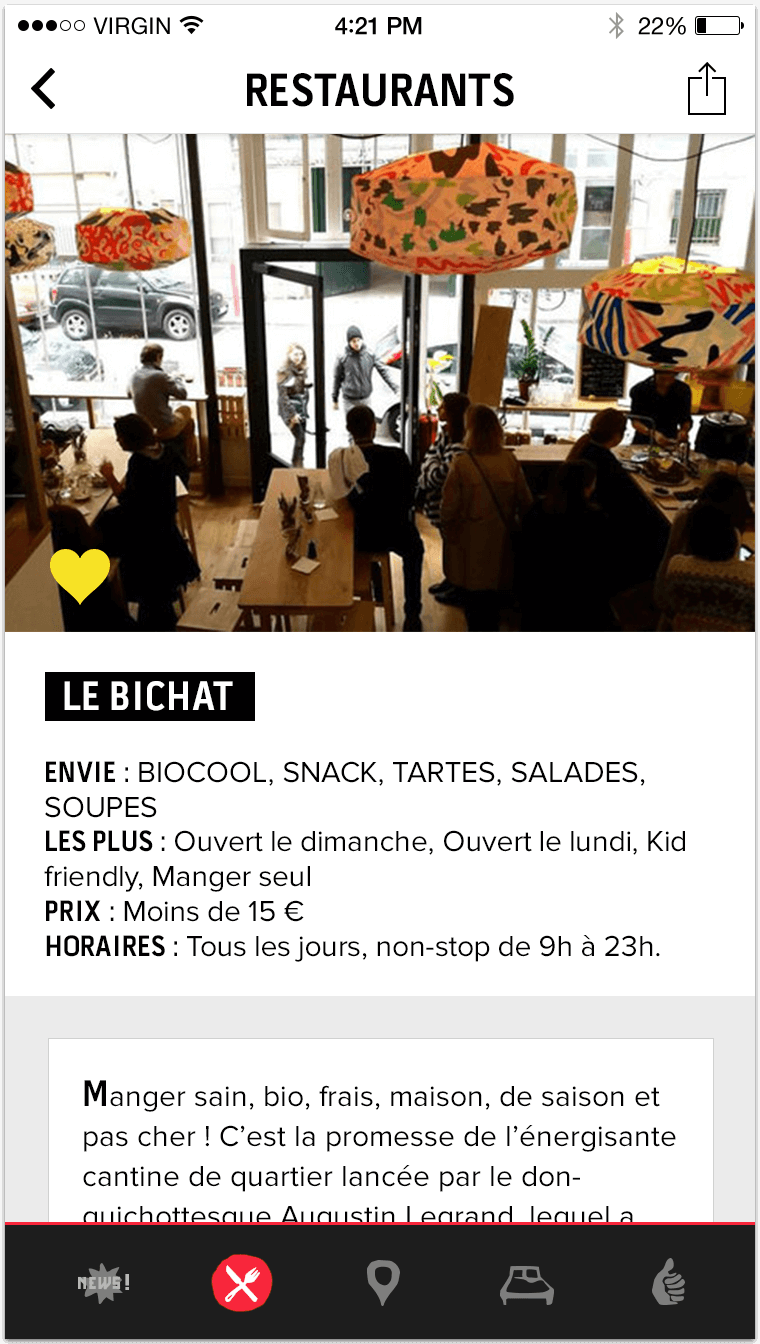 VIRGIN 4:21 PM 22%
RESTAURANTS
LE BICHAT
ENVIE : BIOCOOL, SNACK, TARTES, SALADES,
SOUPES
LES PLUS : Ouvert le dimanche, Ouvert le lundi, Kid
friendly, Manger seul
PRIX : Moins de 15 €
HORAIRES : Tous les jours, non-stop de 9h à 23h.
Manger sain, bio, frais, maison, de saison et
pas cher ! C’est la promesse de l’énergisante
cantine de quartier lancée par le don-
quichottesque Augustin Legrand, lequel a
NEWS!